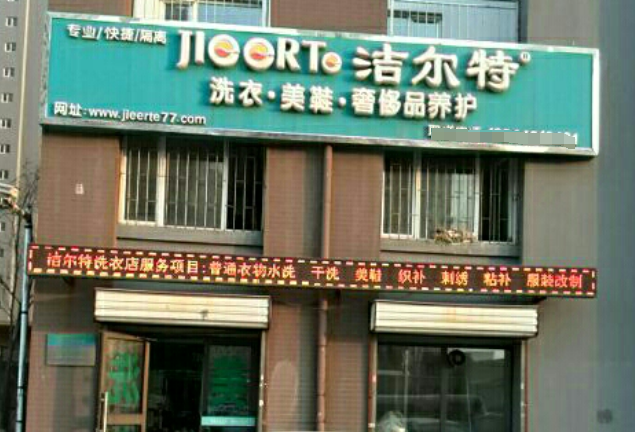 专业/快捷/隔离
JIEERTE 洁尔特®
洗衣·美鞋·奢侈品养护
网址:www.jieerte77.com
洁尔特洗衣店服务项目:普通衣物水洗 干洗 美鞋 织补 刺绣 粘补 服装改制